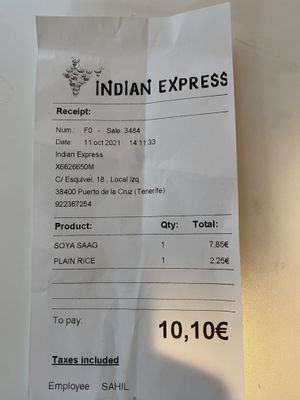 INDIAN EXPRESS
Receipt:
Num.: F0 - Sale: 3484
Date: 11 oct 2021 14:11:33
Indian Express
X6626650M
C/ Esquivel. 18 , Local Izq
38400 Puerto de la Cruz (Tenerife)
922367254
Product: Qty: Total:
SOYA SAAG 1 7.85€
PLAIN RICE 1 2.25€
To pay: 10,10€
Taxes included
Employee: SAHIL